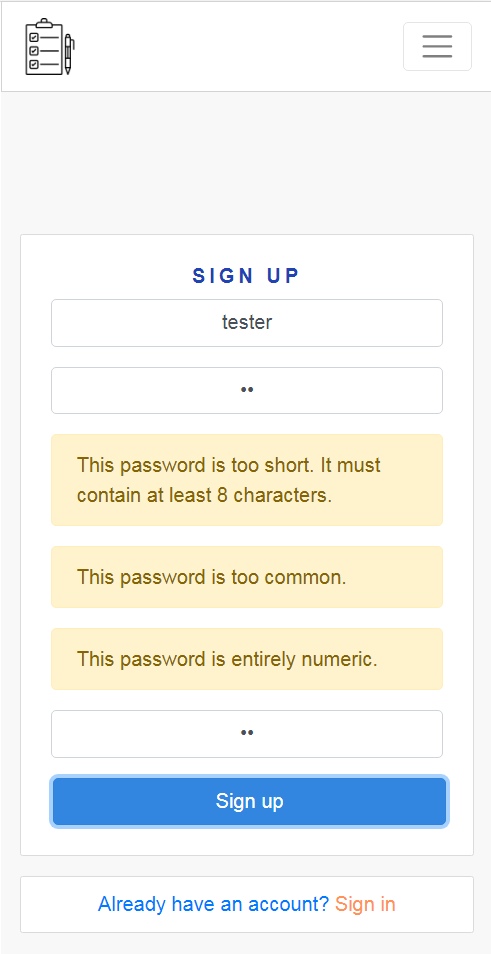 SIGN UP
tester
••
This password is too short. It must
contain at least 8 characters.
This password is too common.
This password is entirely numeric.
••
Sign up
Already have an account? Sign in